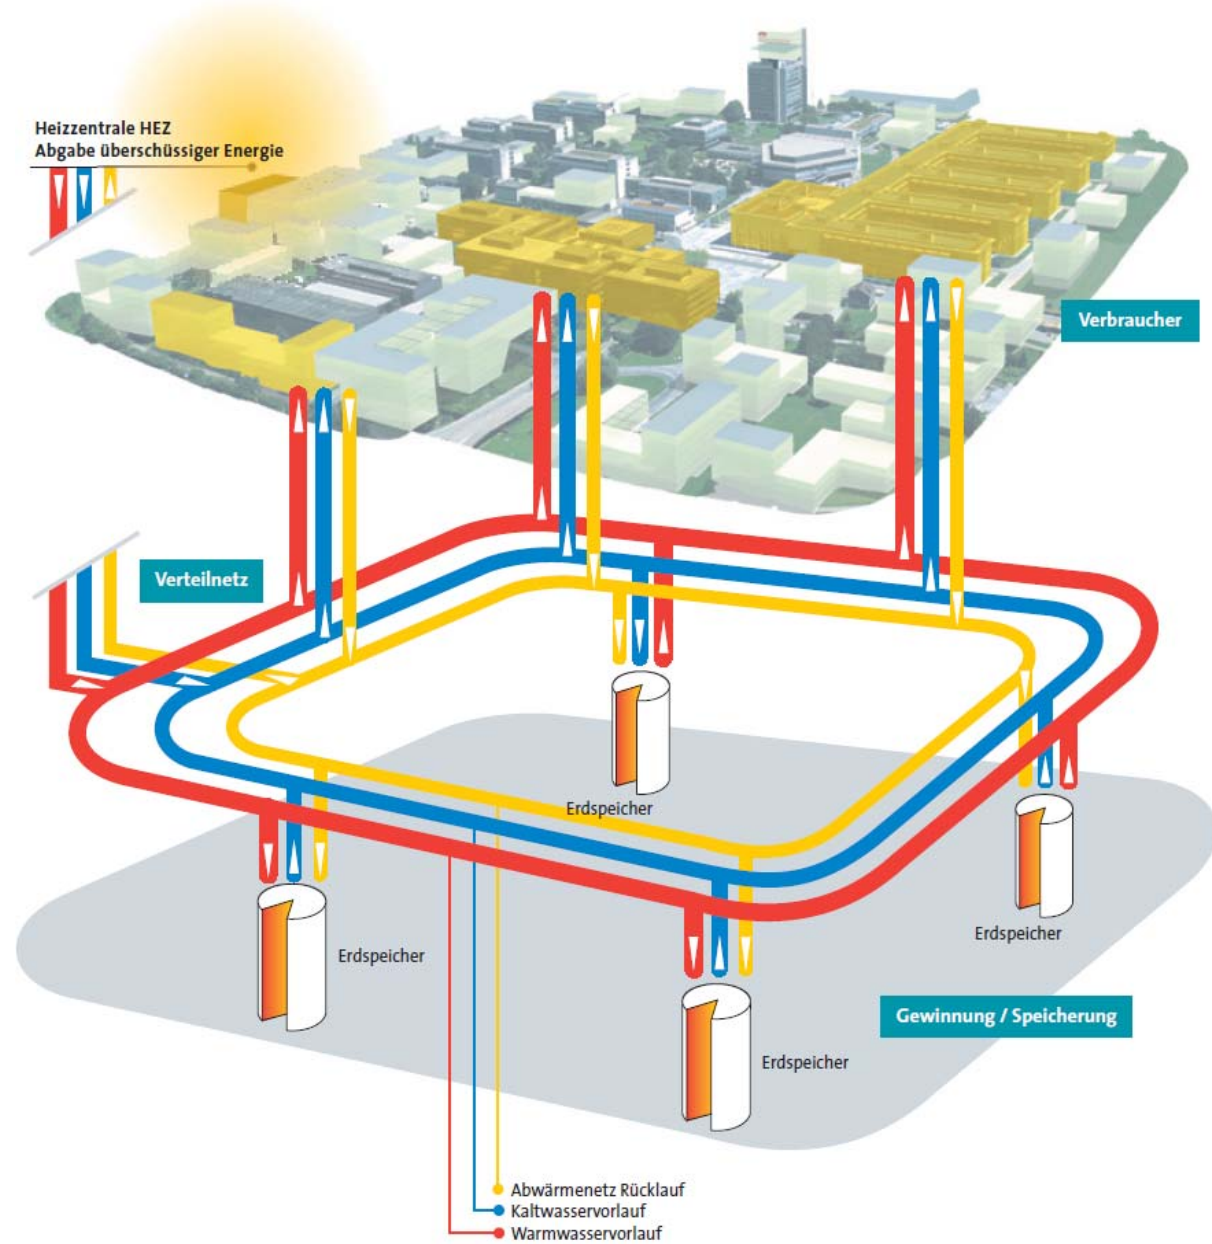 Heizzentrale HEZ
Abgabe überschüssiger Energie
Verbraucher
Verteilnetz
Erdspeicher
Erdspeicher
Erdspeicher
Gewinnung / Speicherung
Erdspeicher
Abwärmenetz Rücklauf
Kaltwasservorlauf
Warmwasservorlauf